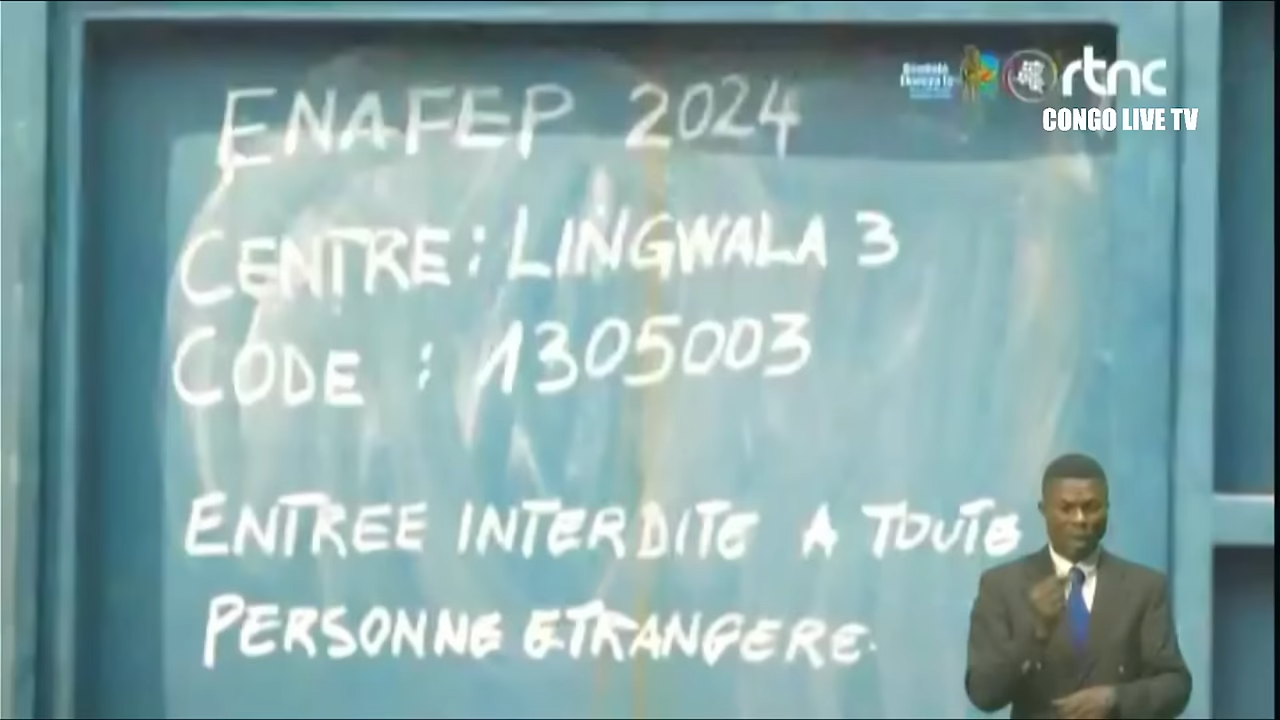 ENAFEP 2024
CENTRE : LINGWALA 3
CODE : 1305003
ENTREE INTERDITE A TOUTE
PERSONNE ETRANGERE.
rtnc
CONGO LIVE TV